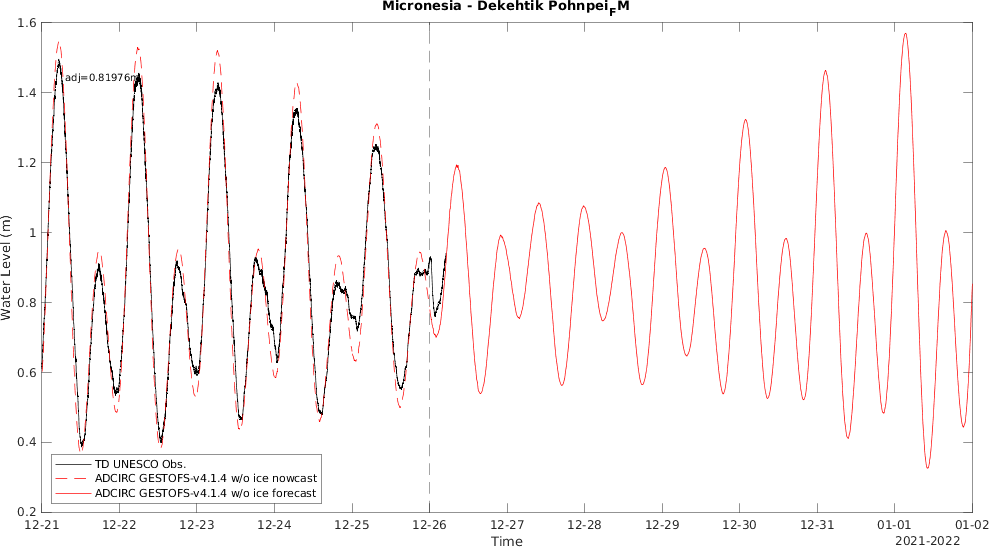 Micronesia - Dekehtik PohnpeiFM
1.6
adj=0.81976m
1.4
1.2
1
0.8
0.6
0.4
0.2
Water Level (m)
TD UNESCO Obs.
ADCIRC GESTOFS-v4.1.4 w/o ice nowcast
ADCIRC GESTOFS-v4.1.4 w/o ice forecast
12-21 12-22 12-23 12-24 12-25 12-26 12-27 12-28 12-29 12-30 12-31 01-01 01-02
Time
2021-2022